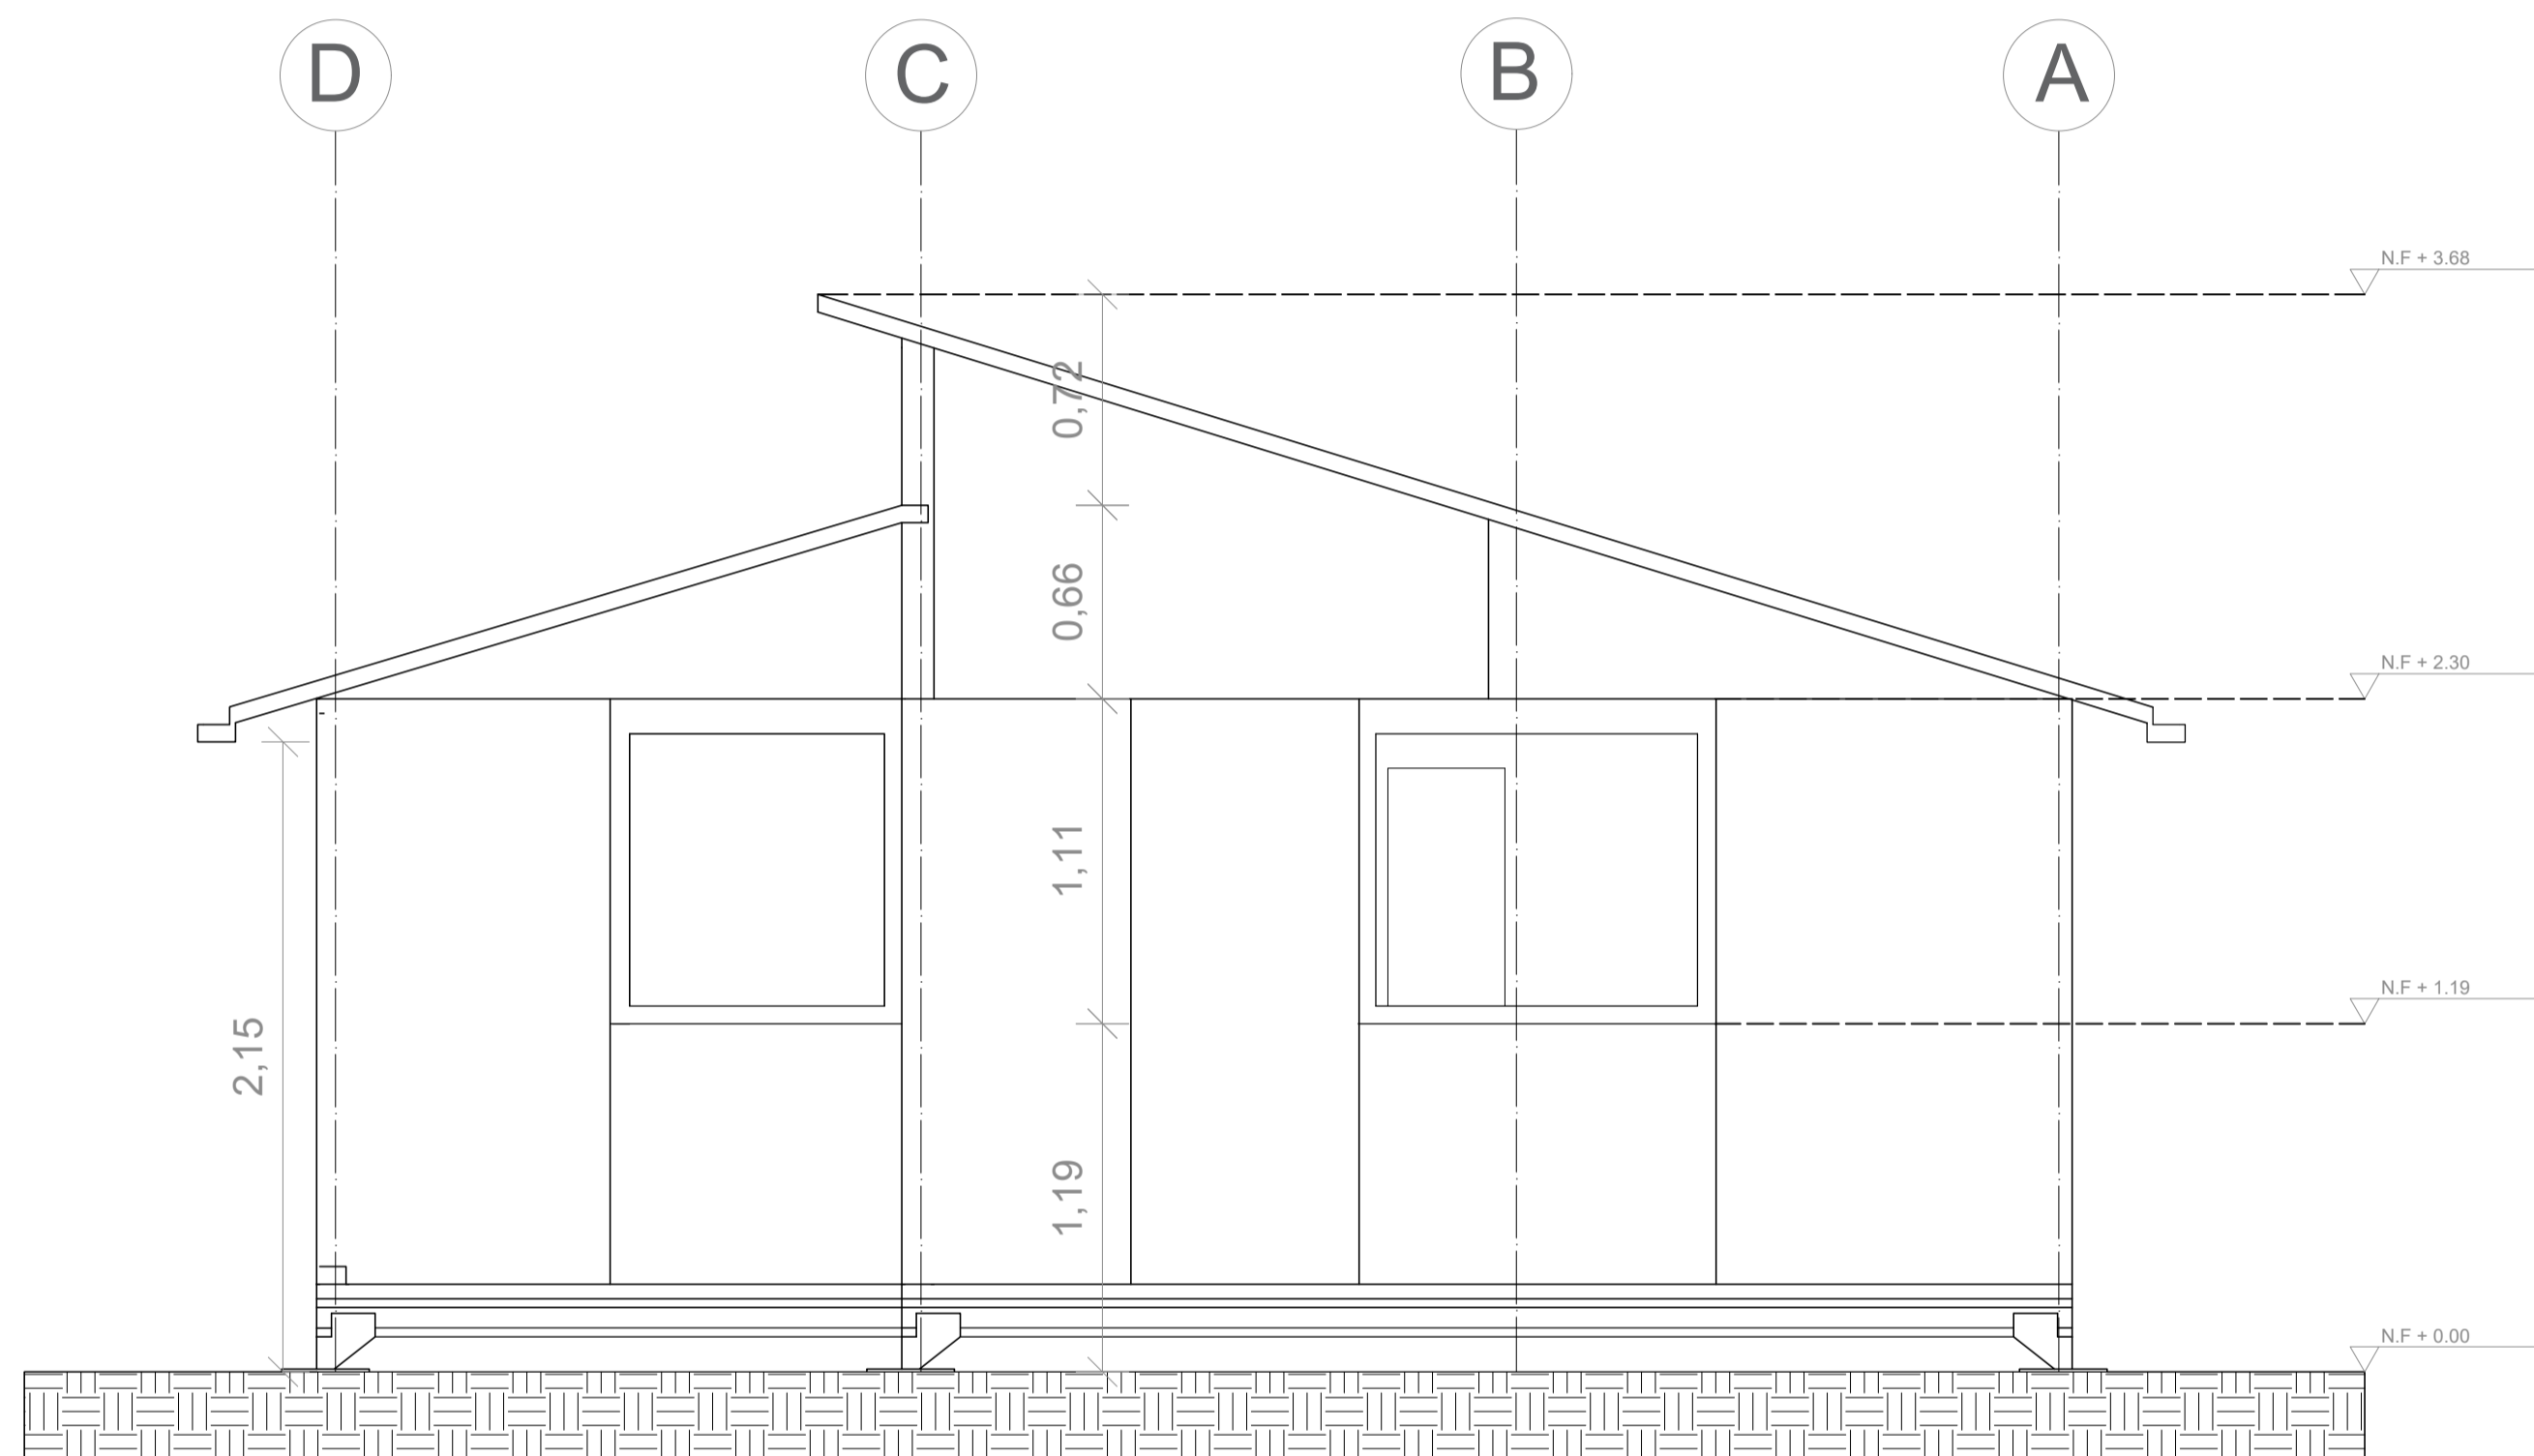 D
C
B
A
N.F + 3.68
0,72
0,66
N.F + 2.30
1,11
N.F + 1.19
2,15
1,19
N.F + 0.00